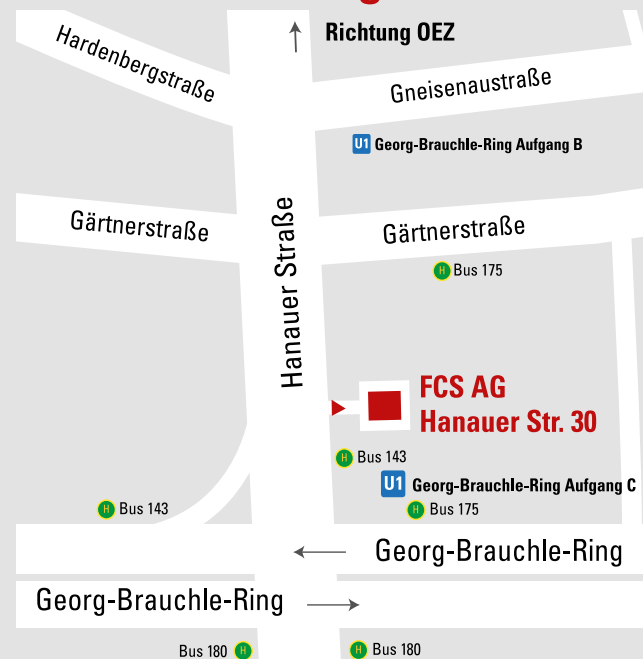 Richtung OEZ
Hardenbergstraße
Gneisenaustraße
U1 Georg-Brauchle-Ring Aufgang B
Gärtnerstraße
Hanauer Straße
Gärtnerstraße
H Bus 175
FCS AG
Hanauer Str. 30
H Bus 143
U1 Georg-Brauchle-Ring Aufgang C
H Bus 143
H Bus 175
Georg-Brauchle-Ring
Georg-Brauchle-Ring
Bus 180 H
H Bus 180